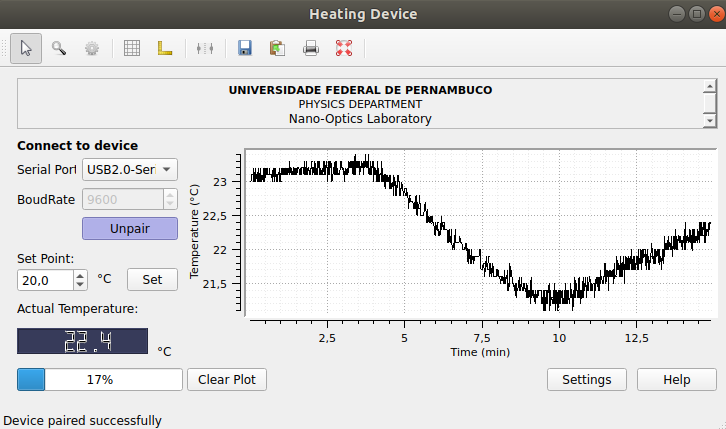 Heating Device
UNIVERSIDADE FEDERAL DE PERNAMBUCO
PHYSICS DEPARTMENT
Nano-Optics Laboratory
Connect to device
Serial Port USB2.0-Ser
BoudRate 9600
Unpair
Set Point:
20,0 °C Set
Actual Temperature:
22.4 °C
17% Clear Plot
Temperature (°C)
23
22,5
22
21,5
2,5 5 7,5 10 12,5
Time (min)
Settings Help
Device paired successfully